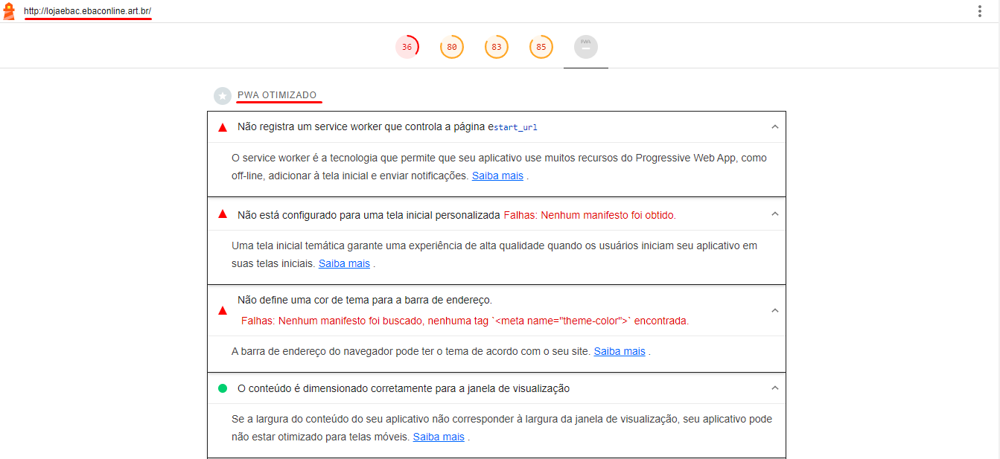 http://lojaebac.ebaconline.art.br/
36 80 83 85 PWA
PWA OTIMIZADO
Não registra um service worker que controla a página estart_url
O service worker é a tecnologia que permite que seu aplicativo use muitos recursos do Progressive Web App, como
off-line, adicionar à tela inicial e enviar notificações. Saiba mais .
Não está configurado para uma tela inicial personalizada Falhas: Nenhum manifesto foi obtido.
Uma tela inicial temática garante uma experiência de alta qualidade quando os usuários iniciam seu aplicativo em
suas telas iniciais. Saiba mais .
Não define uma cor de tema para a barra de endereço.
Falhas: Nenhum manifesto foi buscado, nenhuma tag `<meta name="theme-color">` encontrada.
A barra de endereço do navegador pode ter o tema de acordo com o seu site. Saiba mais .
O conteúdo é dimensionado corretamente para a janela de visualização
Se a largura do conteúdo do seu aplicativo não corresponder à largura da janela de visualização, seu aplicativo pode
não estar otimizado para telas móveis. Saiba mais .